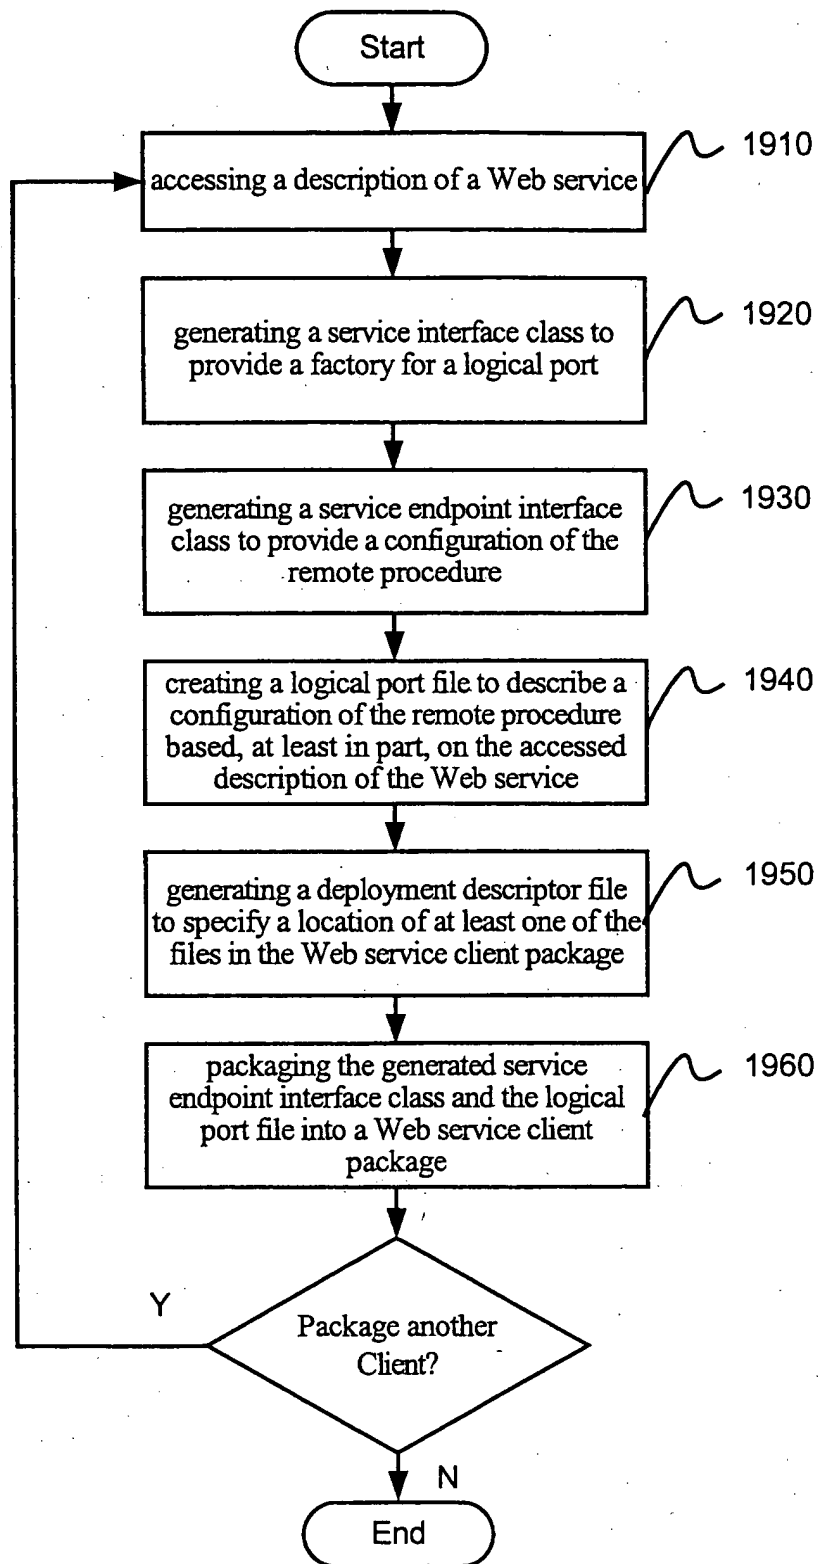 Start
accessing a description of a Web service
1910
generating a service interface class to
provide a factory for a logical port
1920
generating a service endpoint interface
class to provide a configuration of the
remote procedure
1930
creating a logical port file to describe a
configuration of the remote procedure
based, at least in part, on the accessed
description of the Web service
1940
generating a deployment descriptor file
to specify a location of at least one of the
files in the Web service client package
1950
packaging the generated service
endpoint interface class and the logical
port file into a Web service client
package
1960
Y
Package another
Client?
N
End